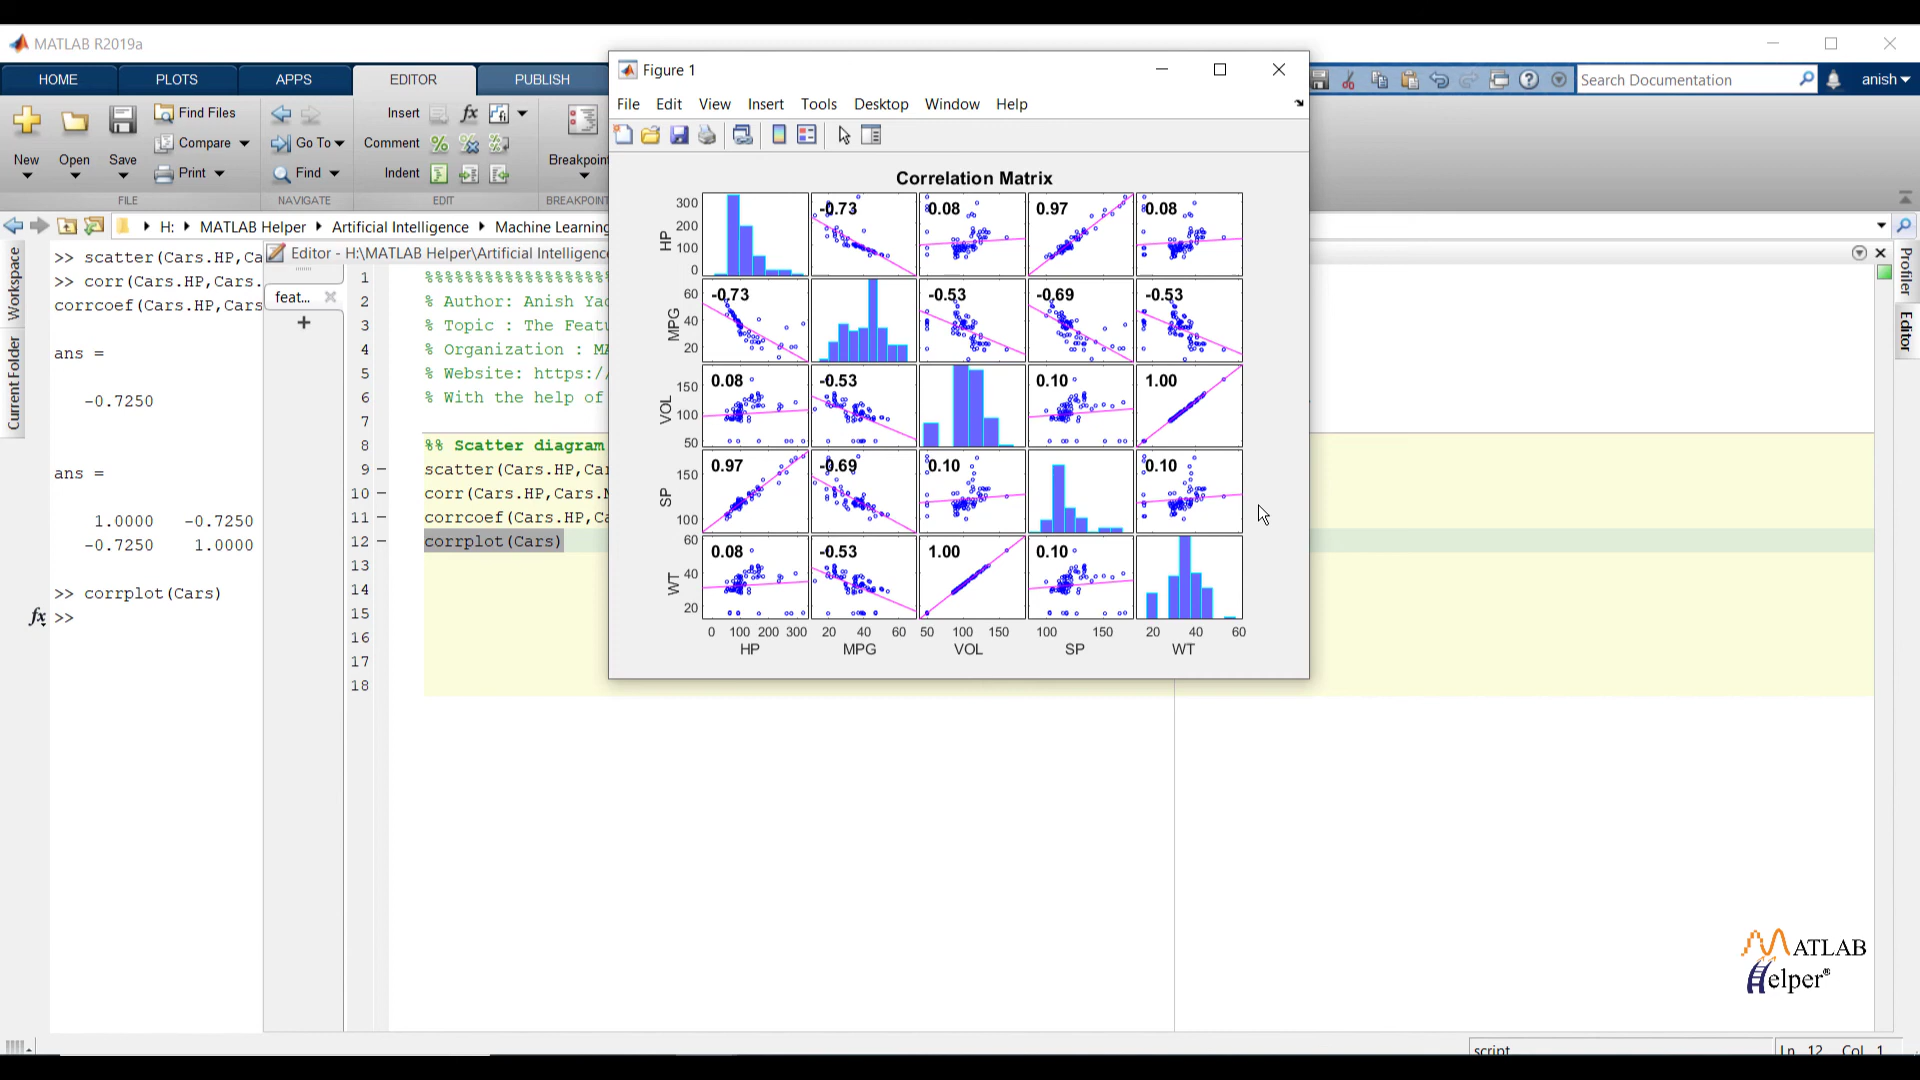 MATLAB R2019a
HOME PLOTS APPS EDITOR PUBLISH
Search Documentation
anish
New
Open
Save
Find Files
Compare
Print
FILE
Go To
Find
NAVIGATE
Insert
Comment
Indent
EDIT
Breakpoint
BREAKPOINT
H: MATLAB Helper Artificial Intelligence Machine Learning
Workspace
Current Folder
Profiler
Editor
>> scatter(Cars.HP,Ca
>> corr(Cars.HP,Cars.
corrcoef(Cars.HP,Cars
ans =
-0.7250
ans =
1.0000 -0.7250
-0.7250 1.0000
>> corrplot(Cars)
fx >>
Editor - H:\MATLAB Helper\Artificial Intelligence
feat...
1 %%%%%%%%%%%%%%%%%%
2 % Author: Anish Ya
3 % Topic : The Featu
4 % Organization : M
5 % Website: https:/
6 % With the help of
7
8 %% Scatter diagram
9 scatter(Cars.HP,Ca
10 corr(Cars.HP,Cars.M
11 corrcoef(Cars.HP,Ca
12 corrplot(Cars)
13
14
15
16
17
18
Figure 1
File Edit View Insert Tools Desktop Window Help
Correlation Matrix
HP 300 200 100 0
-0.73 0.08 0.97 0.08
MPG 60 40 20
-0.73 -0.53 -0.69 -0.53
VOL 150 100 50
0.08 -0.53 0.10 1.00
SP 150 100
0.97 -0.69 0.10 0.10
WT 60 40 20
0.08 -0.53 1.00 0.10
0 100 200 300 20 40 60 50 100 150 100 150 20 40 60
HP MPG VOL SP WT
MATLAB
Helper®
script
Ln 12 Col 1